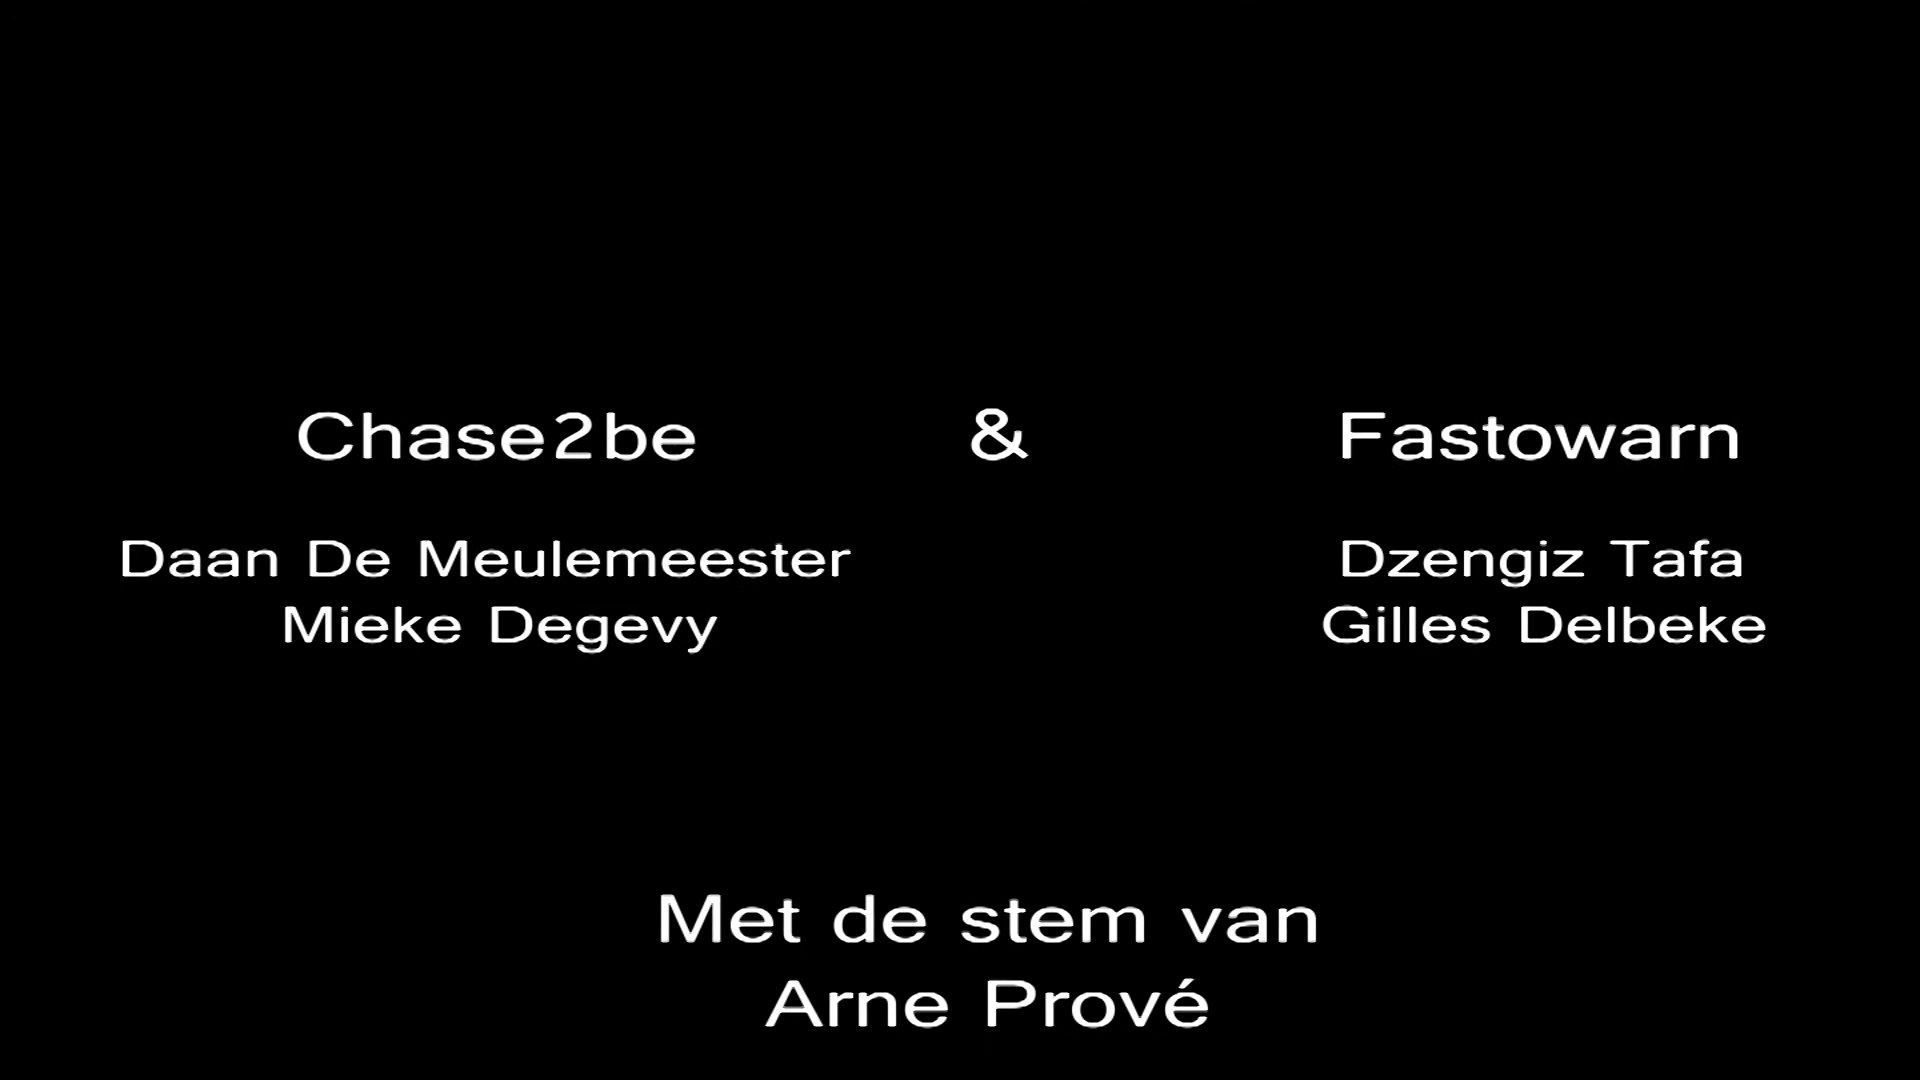 Chase2be & Fastowarn
Daan De Meulemeester Dzengiz Tafa
Mieke Degevy Gilles Delbeke
Met de stem van
Arne Prové